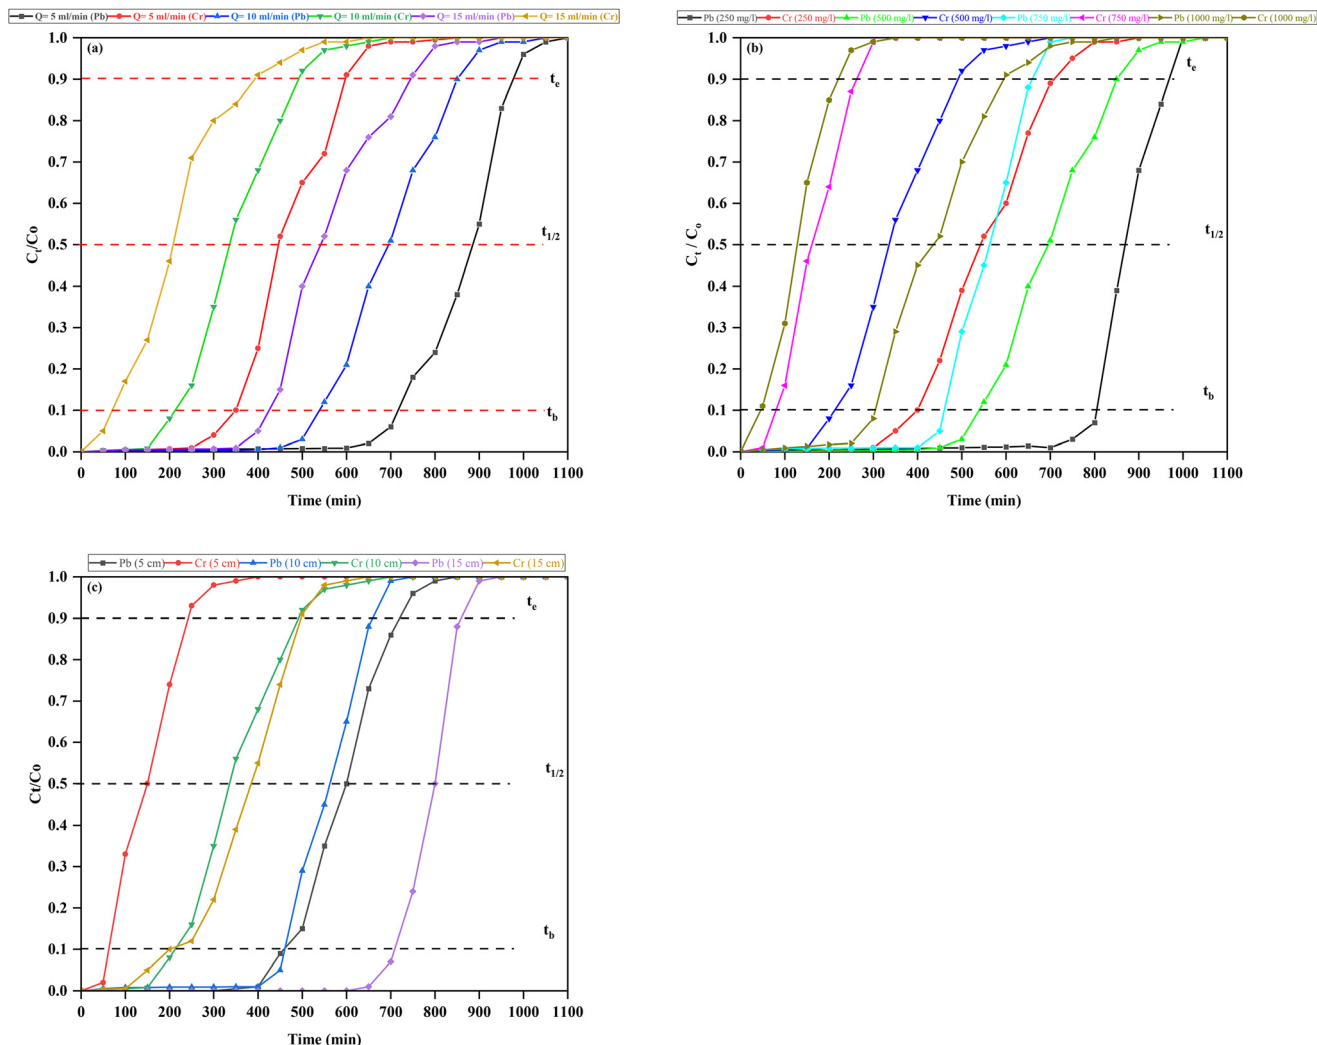 Q= 5 ml/min (Pb) Q= 5 ml/min (Cr) Q= 10 ml/min (Pb) Q= 10 ml/min (Cr) Q= 15 ml/min (Pb) Q= 15 ml/min (Cr)
(a)
1.0
0.9
0.8
0.7
0.6
0.5
0.4
0.3
0.2
0.1
0.0
te
t1/2
tb
Ct/Co
0 100 200 300 400 500 600 700 800 900 1000 1100
Time (min)
Pb (250 mg/l) Cr (250 mg/l) Pb (500 mg/l) Cr (500 mg/l) Pb (750 mg/l) Cr (750 mg/l) Pb (1000 mg/l) Cr (1000 mg/l)
(b)
1.0
0.9
0.8
0.7
0.6
0.5
0.4
0.3
0.2
0.1
0.0
te
t1/2
tb
Ct / Co
0 100 200 300 400 500 600 700 800 900 1000 1100
Time (min)
Pb (5 cm) Cr (5 cm) Pb (10 cm) Cr (10 cm) Pb (15 cm) Cr (15 cm)
(c)
1.0
0.9
0.8
0.7
0.6
0.5
0.4
0.3
0.2
0.1
0.0
te
t1/2
tb
Ct/Co
0 100 200 300 400 500 600 700 800 900 1000 1100
Time (min)